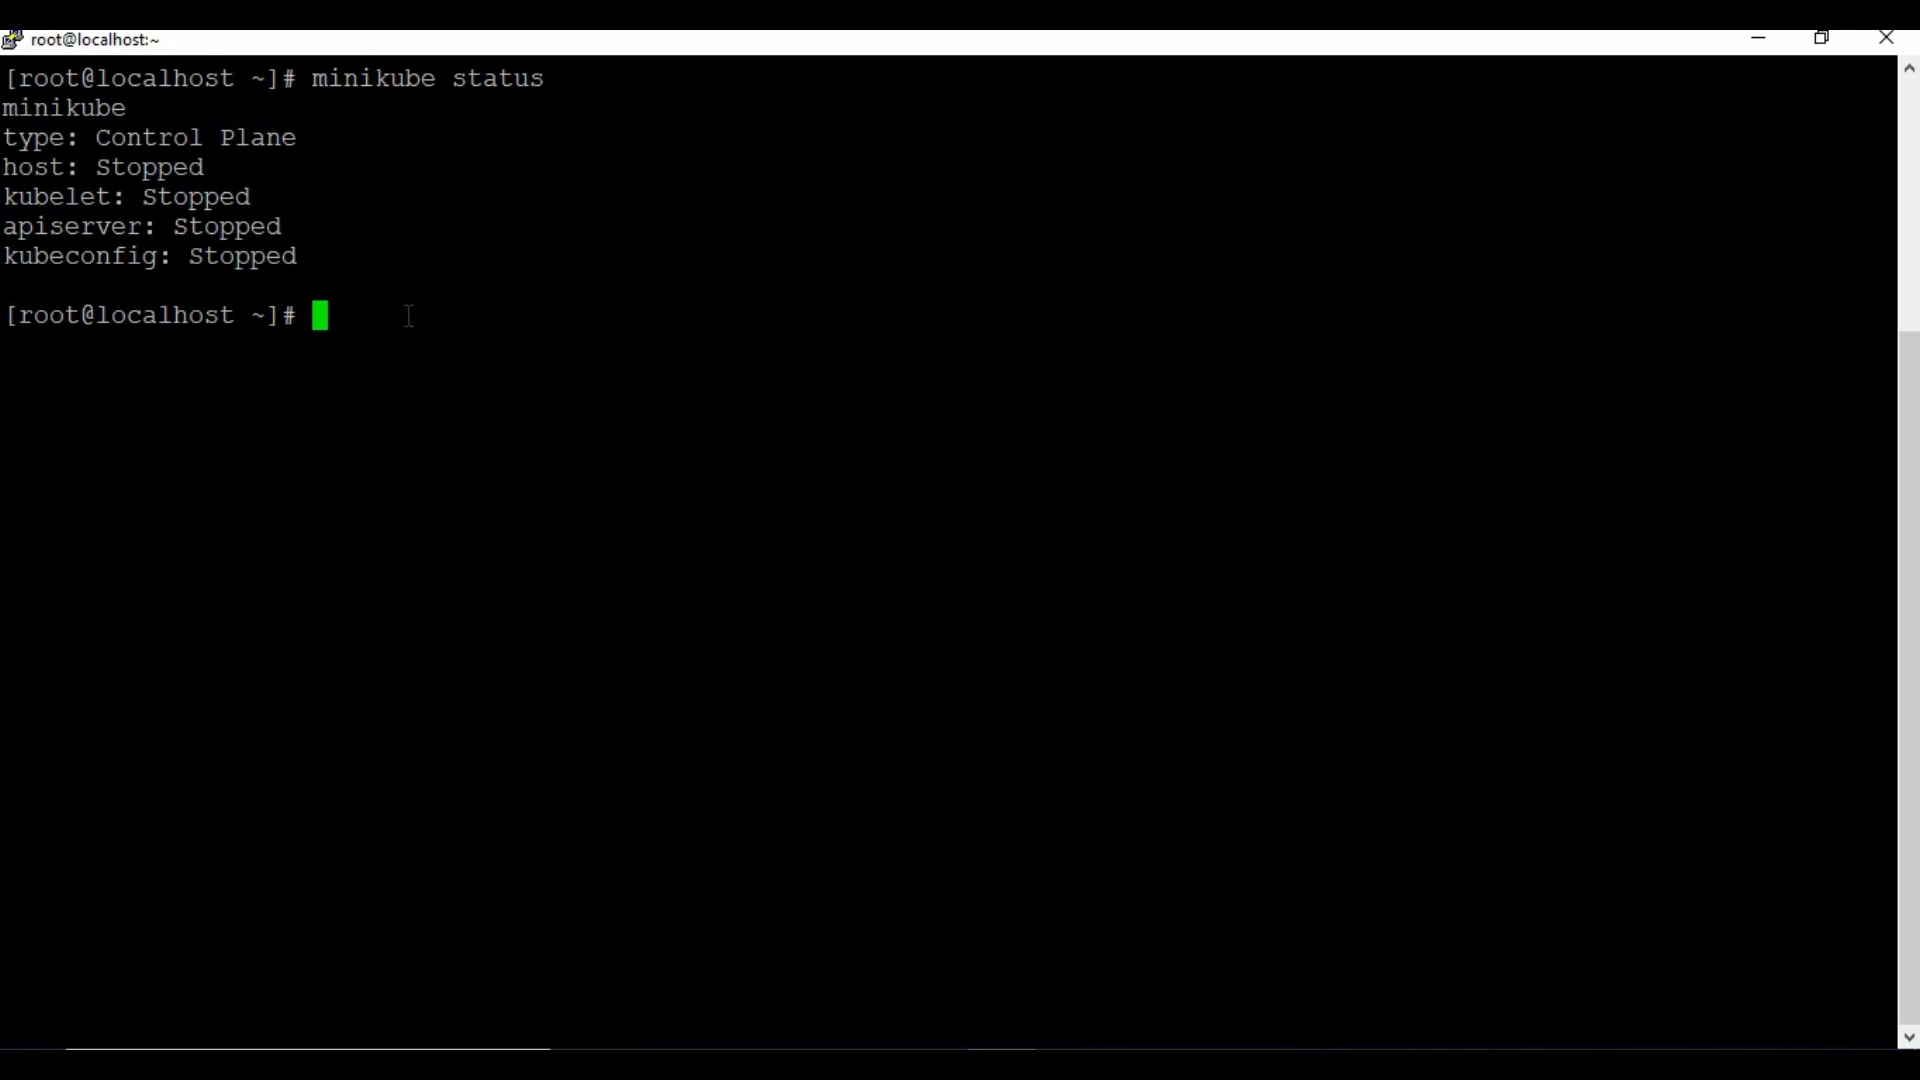 root@localhost:~
[root@localhost ~]# minikube status
minikube
type: Control Plane
host: Stopped
kubelet: Stopped
apiserver: Stopped
kubeconfig: Stopped
[root@localhost ~]#